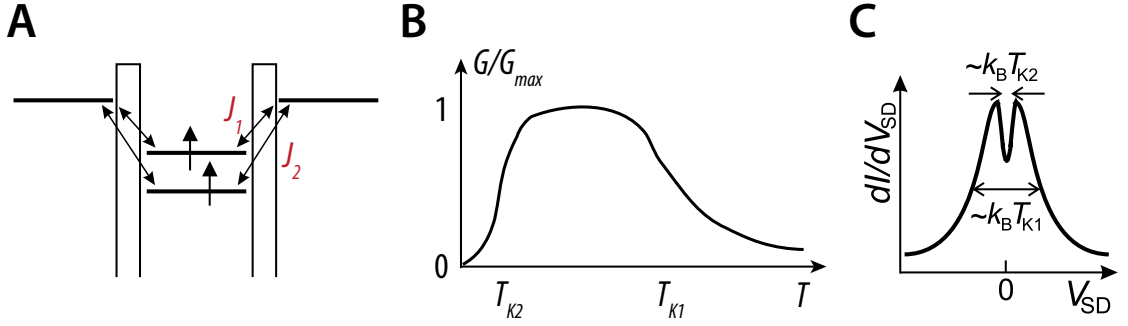 A
J1
J2
B
G/Gmax
1
0
TK2
TK1
T
C
~kBTK2
dI/dVSD
~kBTK1
0
VSD